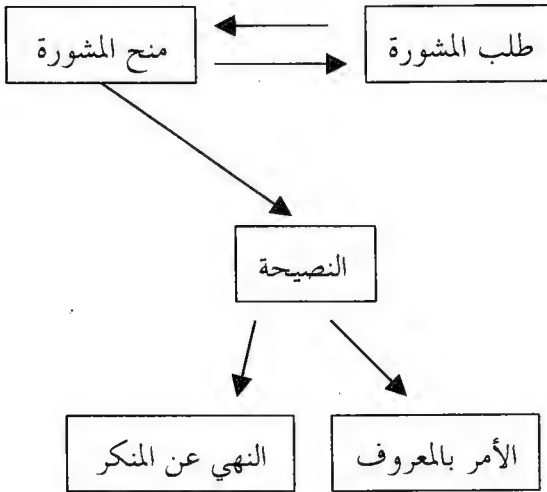 طلب المشورة
منح المشورة
النصيحة
الأمر بالمعروف
النهي عن المنكر